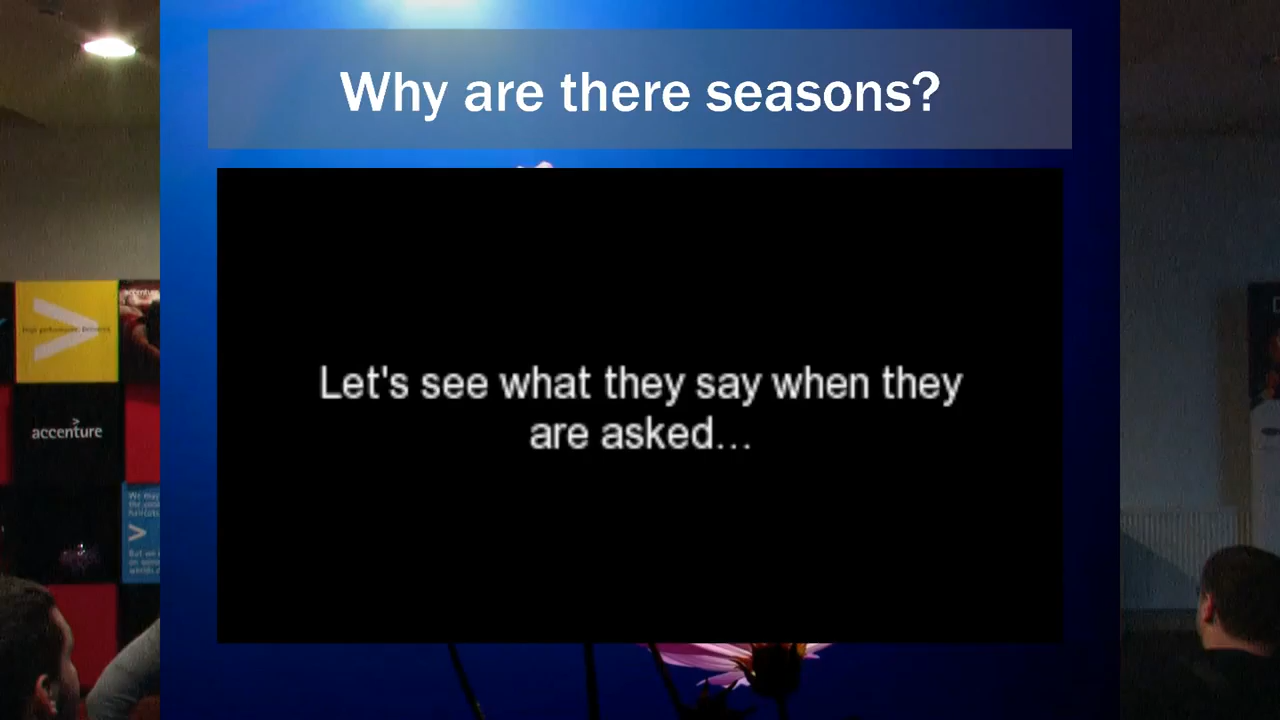 Why are there seasons?
Let's see what they say when they
are asked...
accenture